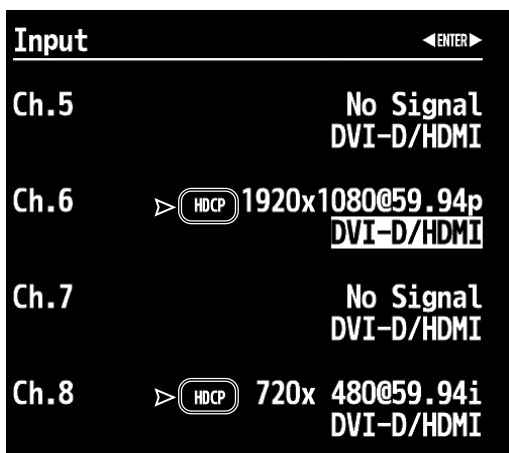 Input ◀ENTER▶
Ch.5 No Signal
DVI-D/HDMI
Ch.6 HDCP 1920x1080@59.94p
DVI-D/HDMI
Ch.7 No Signal
DVI-D/HDMI
Ch.8 HDCP 720x 480@59.94i
DVI-D/HDMI